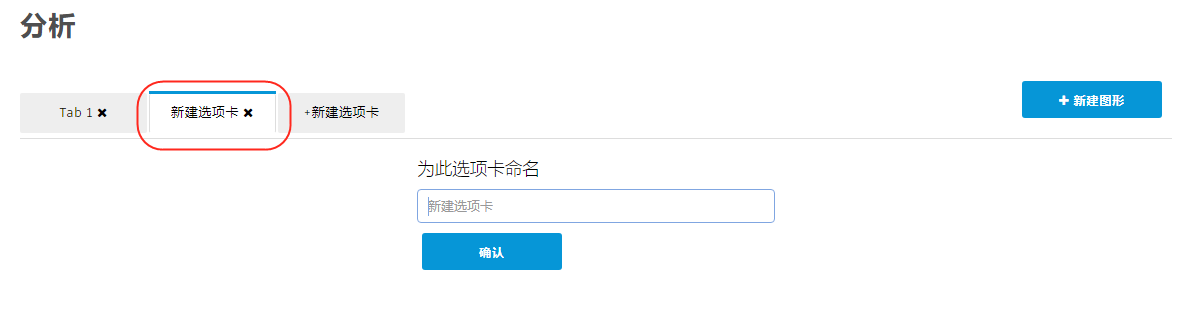 分析
Tab 1 ✖ 新建选项卡 ✖ +新建选项卡
✚ 新建图形
为此选项卡命名
新建选项卡
确认